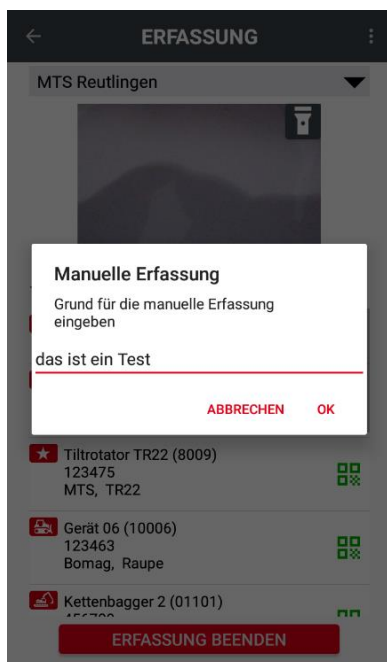 ERFASSUNG
MTS Reutlingen
Manuelle Erfassung
Grund für die manuelle Erfassung
eingeben
das ist ein Test
ABBRECHEN OK
Tiltrotator TR22 (8009)
123475
MTS, TR22
Gerät 06 (10006)
123463
Bomag, Raupe
Kettenbagger 2 (01101)
ERFASSUNG BEENDEN